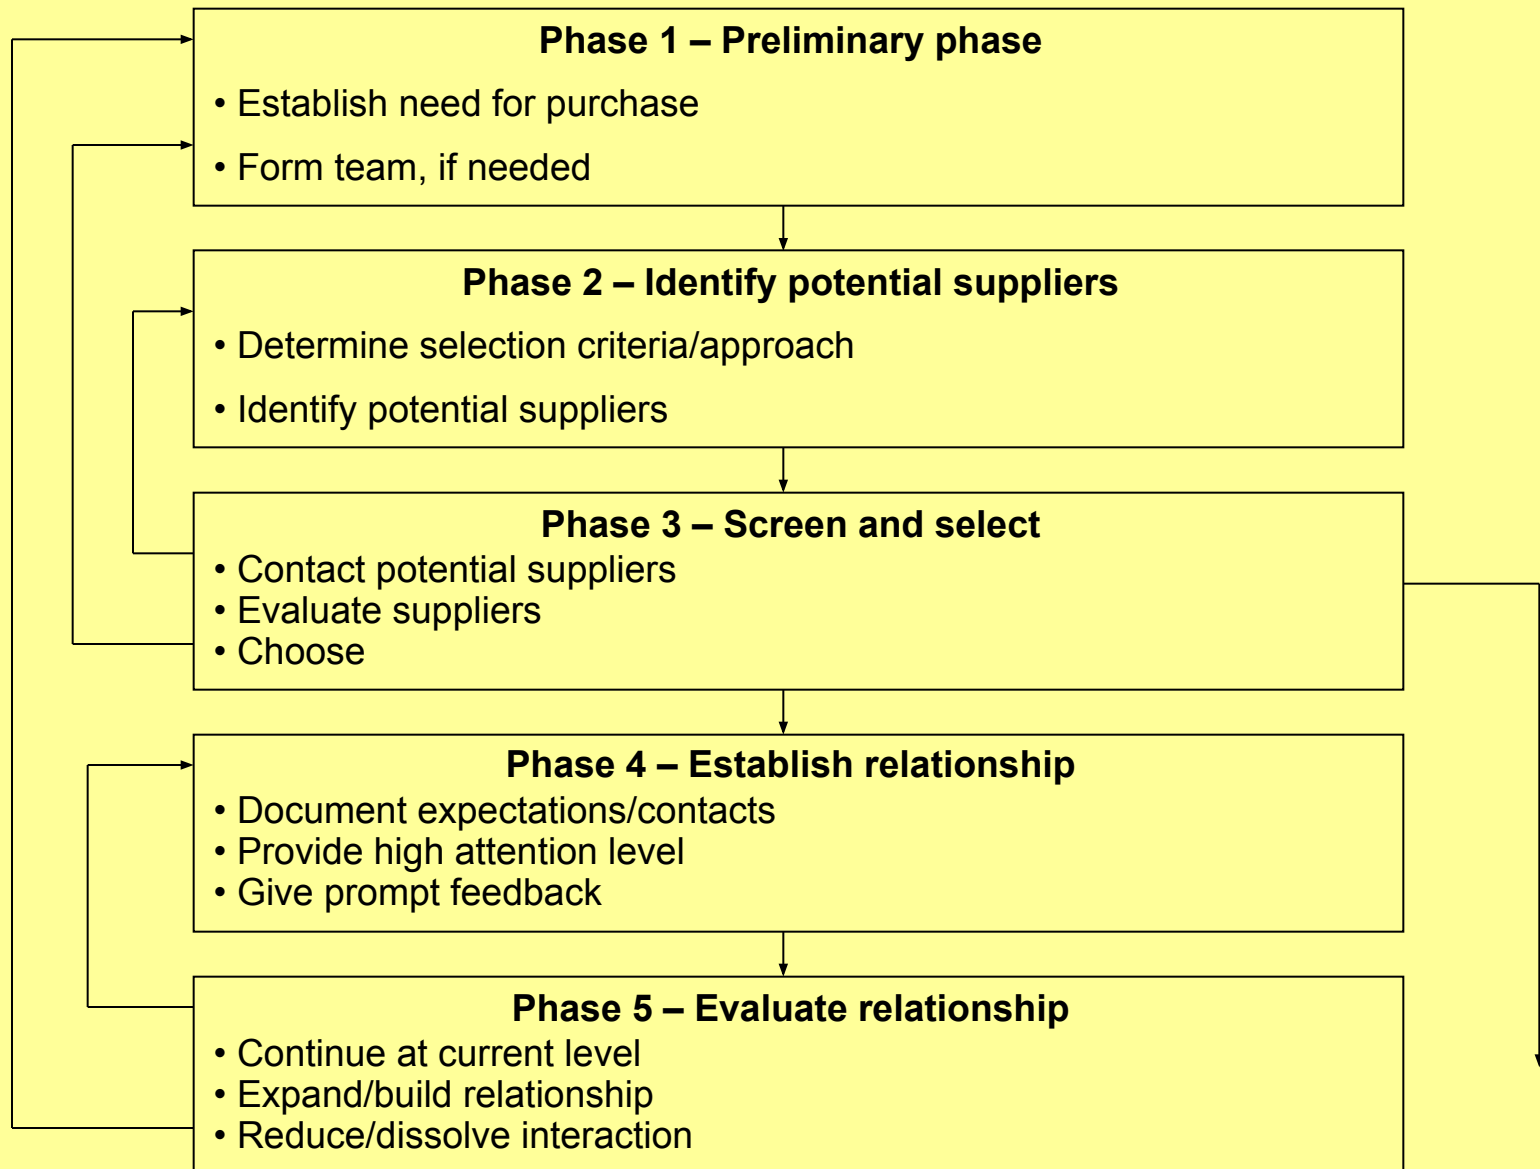 Phase 1 – Preliminary phase
• Establish need for purchase
• Form team, if needed
Phase 2 – Identify potential suppliers
• Determine selection criteria/approach
• Identify potential suppliers
Phase 3 – Screen and select
• Contact potential suppliers
• Evaluate suppliers
• Choose
Phase 4 – Establish relationship
• Document expectations/contacts
• Provide high attention level
• Give prompt feedback
Phase 5 – Evaluate relationship
• Continue at current level
• Expand/build relationship
• Reduce/dissolve interaction